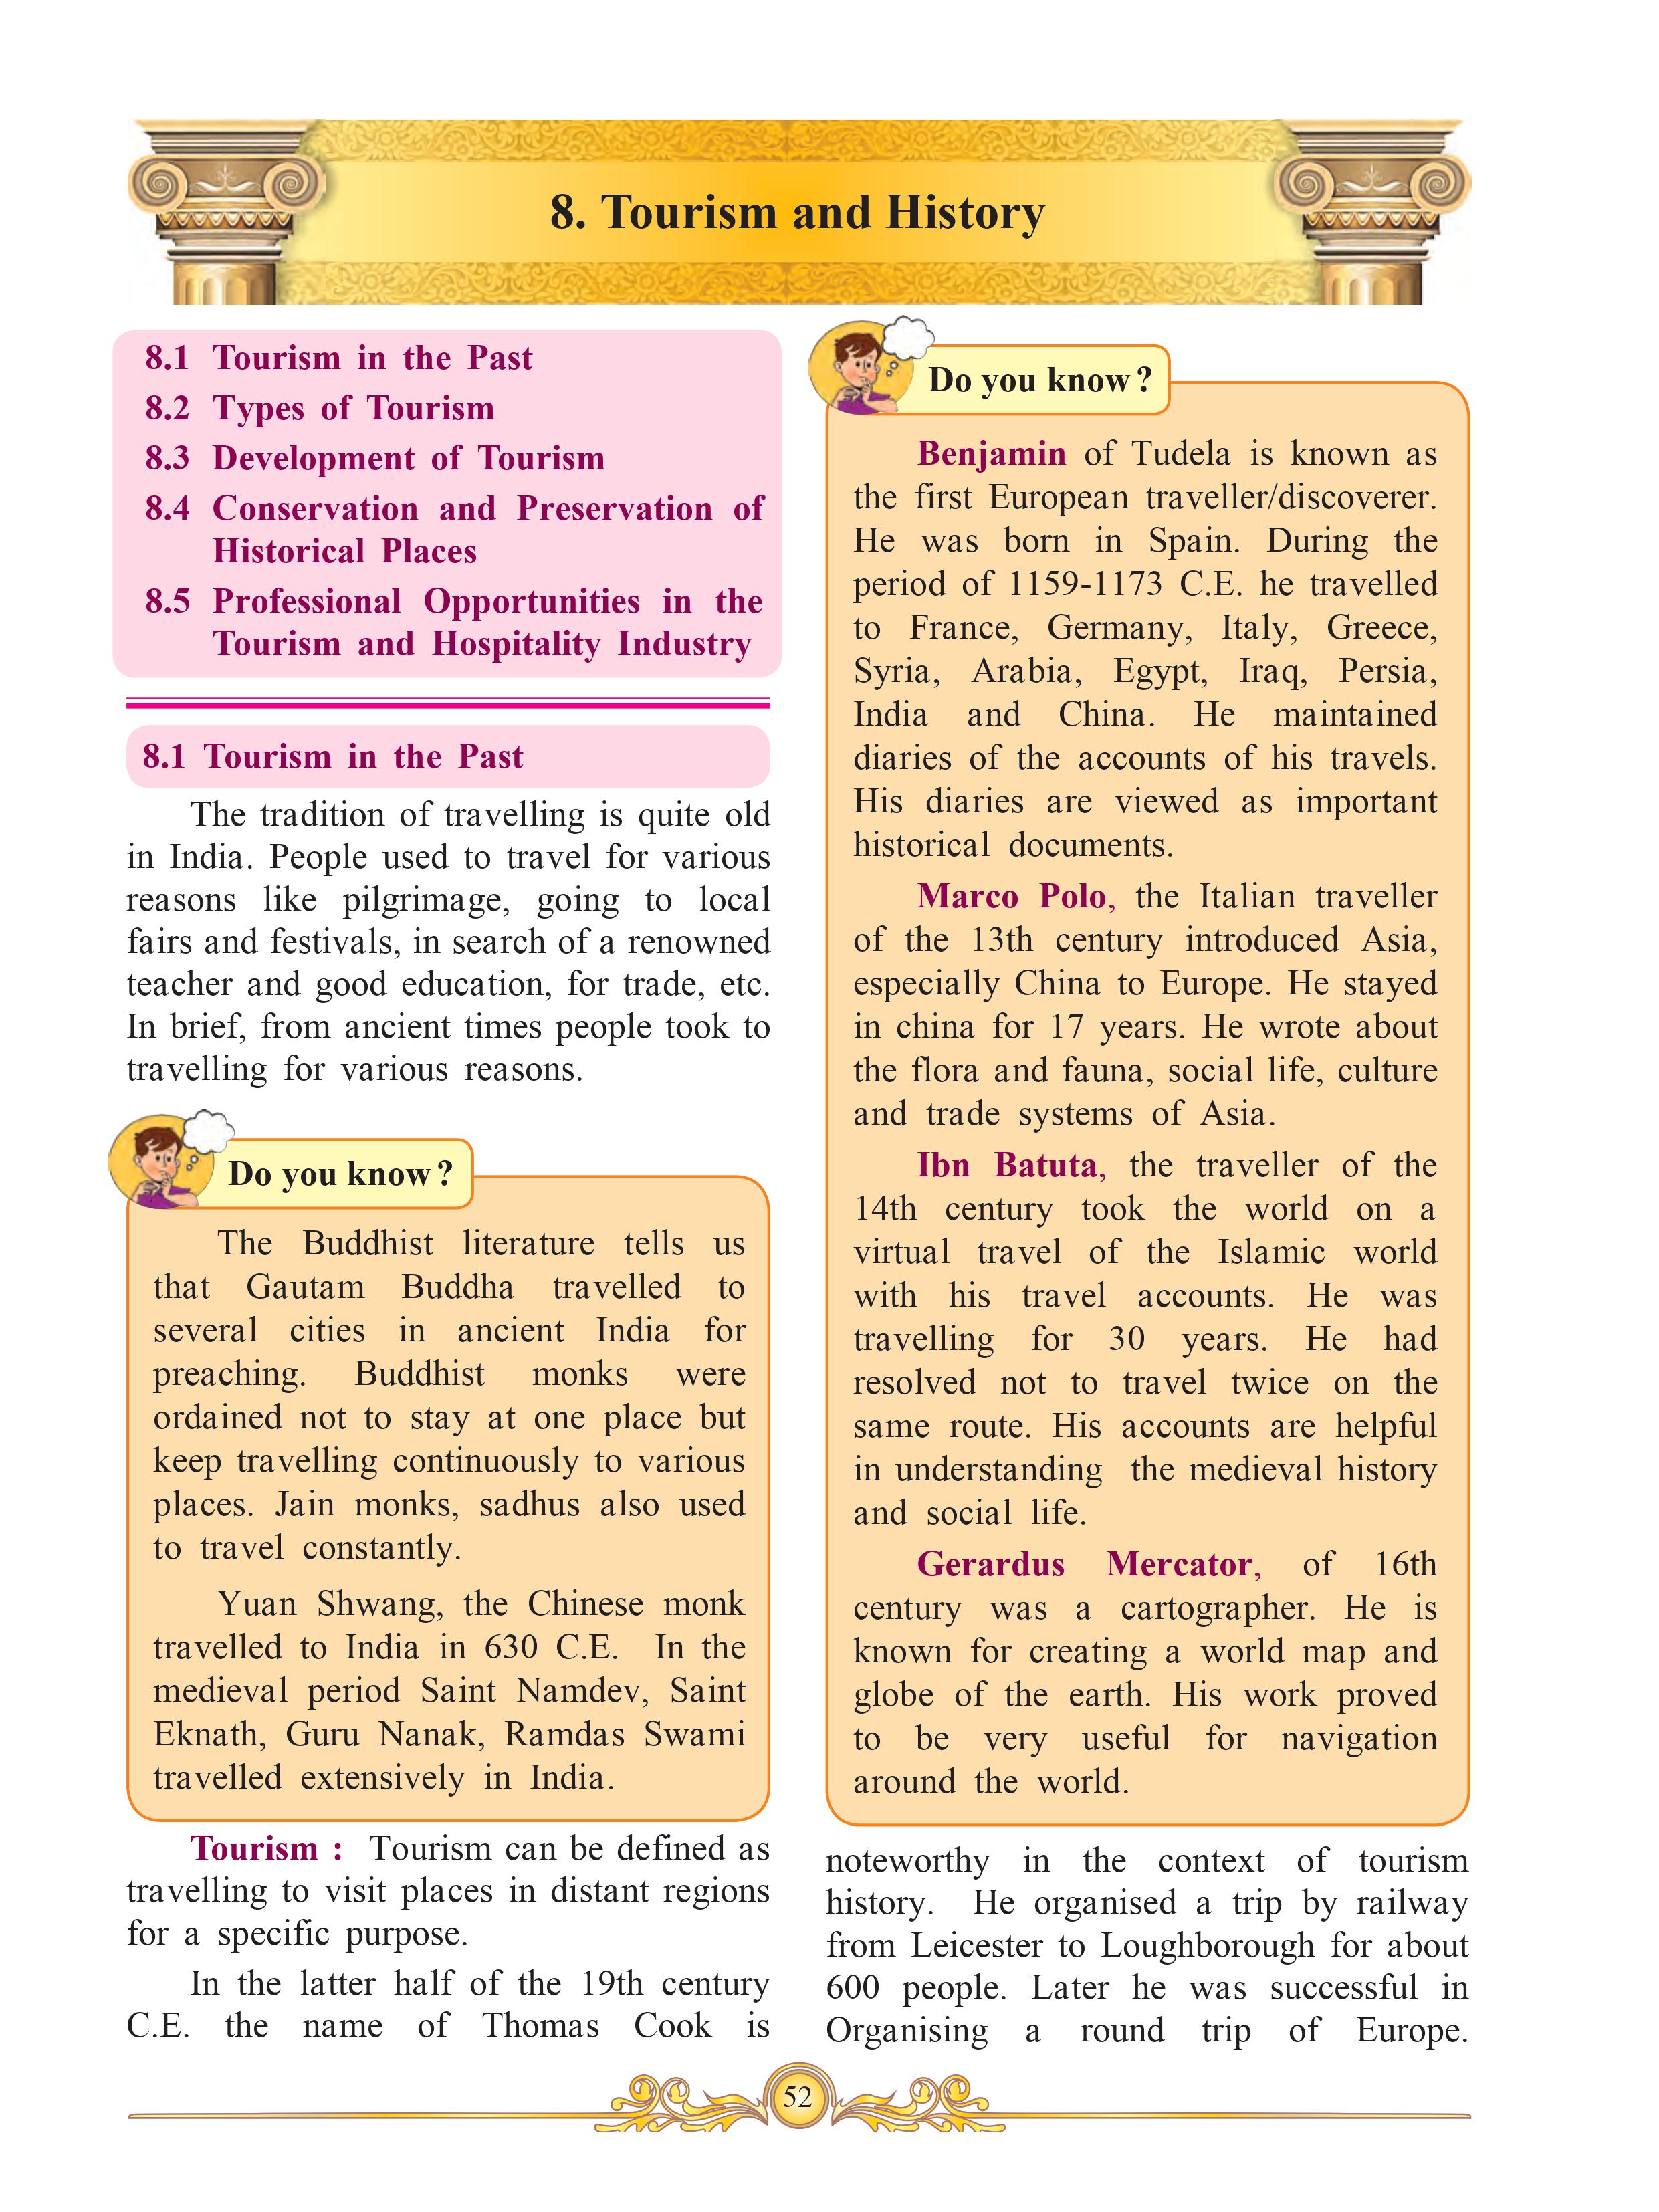 8. Tourism and History
8.1 Tourism in the Past
8.2 Types of Tourism
8.3 Development of Tourism
8.4 Conservation and Preservation of
Historical Places
8.5 Professional Opportunities in the
Tourism and Hospitality Industry
8.1 Tourism in the Past
The tradition of travelling is quite old
in India. People used to travel for various
reasons like pilgrimage, going to local
fairs and festivals, in search of a renowned
teacher and good education, for trade, etc.
In brief, from ancient times people took to
travelling for various reasons.
Do you know?
The Buddhist literature tells us
that Gautam Buddha travelled to
several cities in ancient India for
preaching. Buddhist monks were
ordained not to stay at one place but
keep travelling continuously to various
places. Jain monks, sadhus also used
to travel constantly.
Yuan Shwang, the Chinese monk
travelled to India in 630 C.E. In the
medieval period Saint Namdev, Saint
Eknath, Guru Nanak, Ramdas Swami
travelled extensively in India.
Tourism : Tourism can be defined as
travelling to visit places in distant regions
for a specific purpose.
In the latter half of the 19th century
C.E. the name of Thomas Cook is
Do you know?
Benjamin of Tudela is known as
the first European traveller/discoverer.
He was born in Spain. During the
period of 1159-1173 C.E. he travelled
to France, Germany, Italy, Greece,
Syria, Arabia, Egypt, Iraq, Persia,
India and China. He maintained
diaries of the accounts of his travels.
His diaries are viewed as important
historical documents.
Marco Polo, the Italian traveller
of the 13th century introduced Asia,
especially China to Europe. He stayed
in china for 17 years. He wrote about
the flora and fauna, social life, culture
and trade systems of Asia.
Ibn Batuta, the traveller of the
14th century took the world on a
virtual travel of the Islamic world
with his travel accounts. He was
travelling for 30 years. He had
resolved not to travel twice on the
same route. His accounts are helpful
in understanding the medieval history
and social life.
Gerardus Mercator, of 16th
century was a cartographer. He is
known for creating a world map and
globe of the earth. His work proved
to be very useful for navigation
around the world.
noteworthy in the context of tourism
history. He organised a trip by railway
from Leicester to Loughborough for about
600 people. Later he was successful in
Organising a round trip of Europe.
52